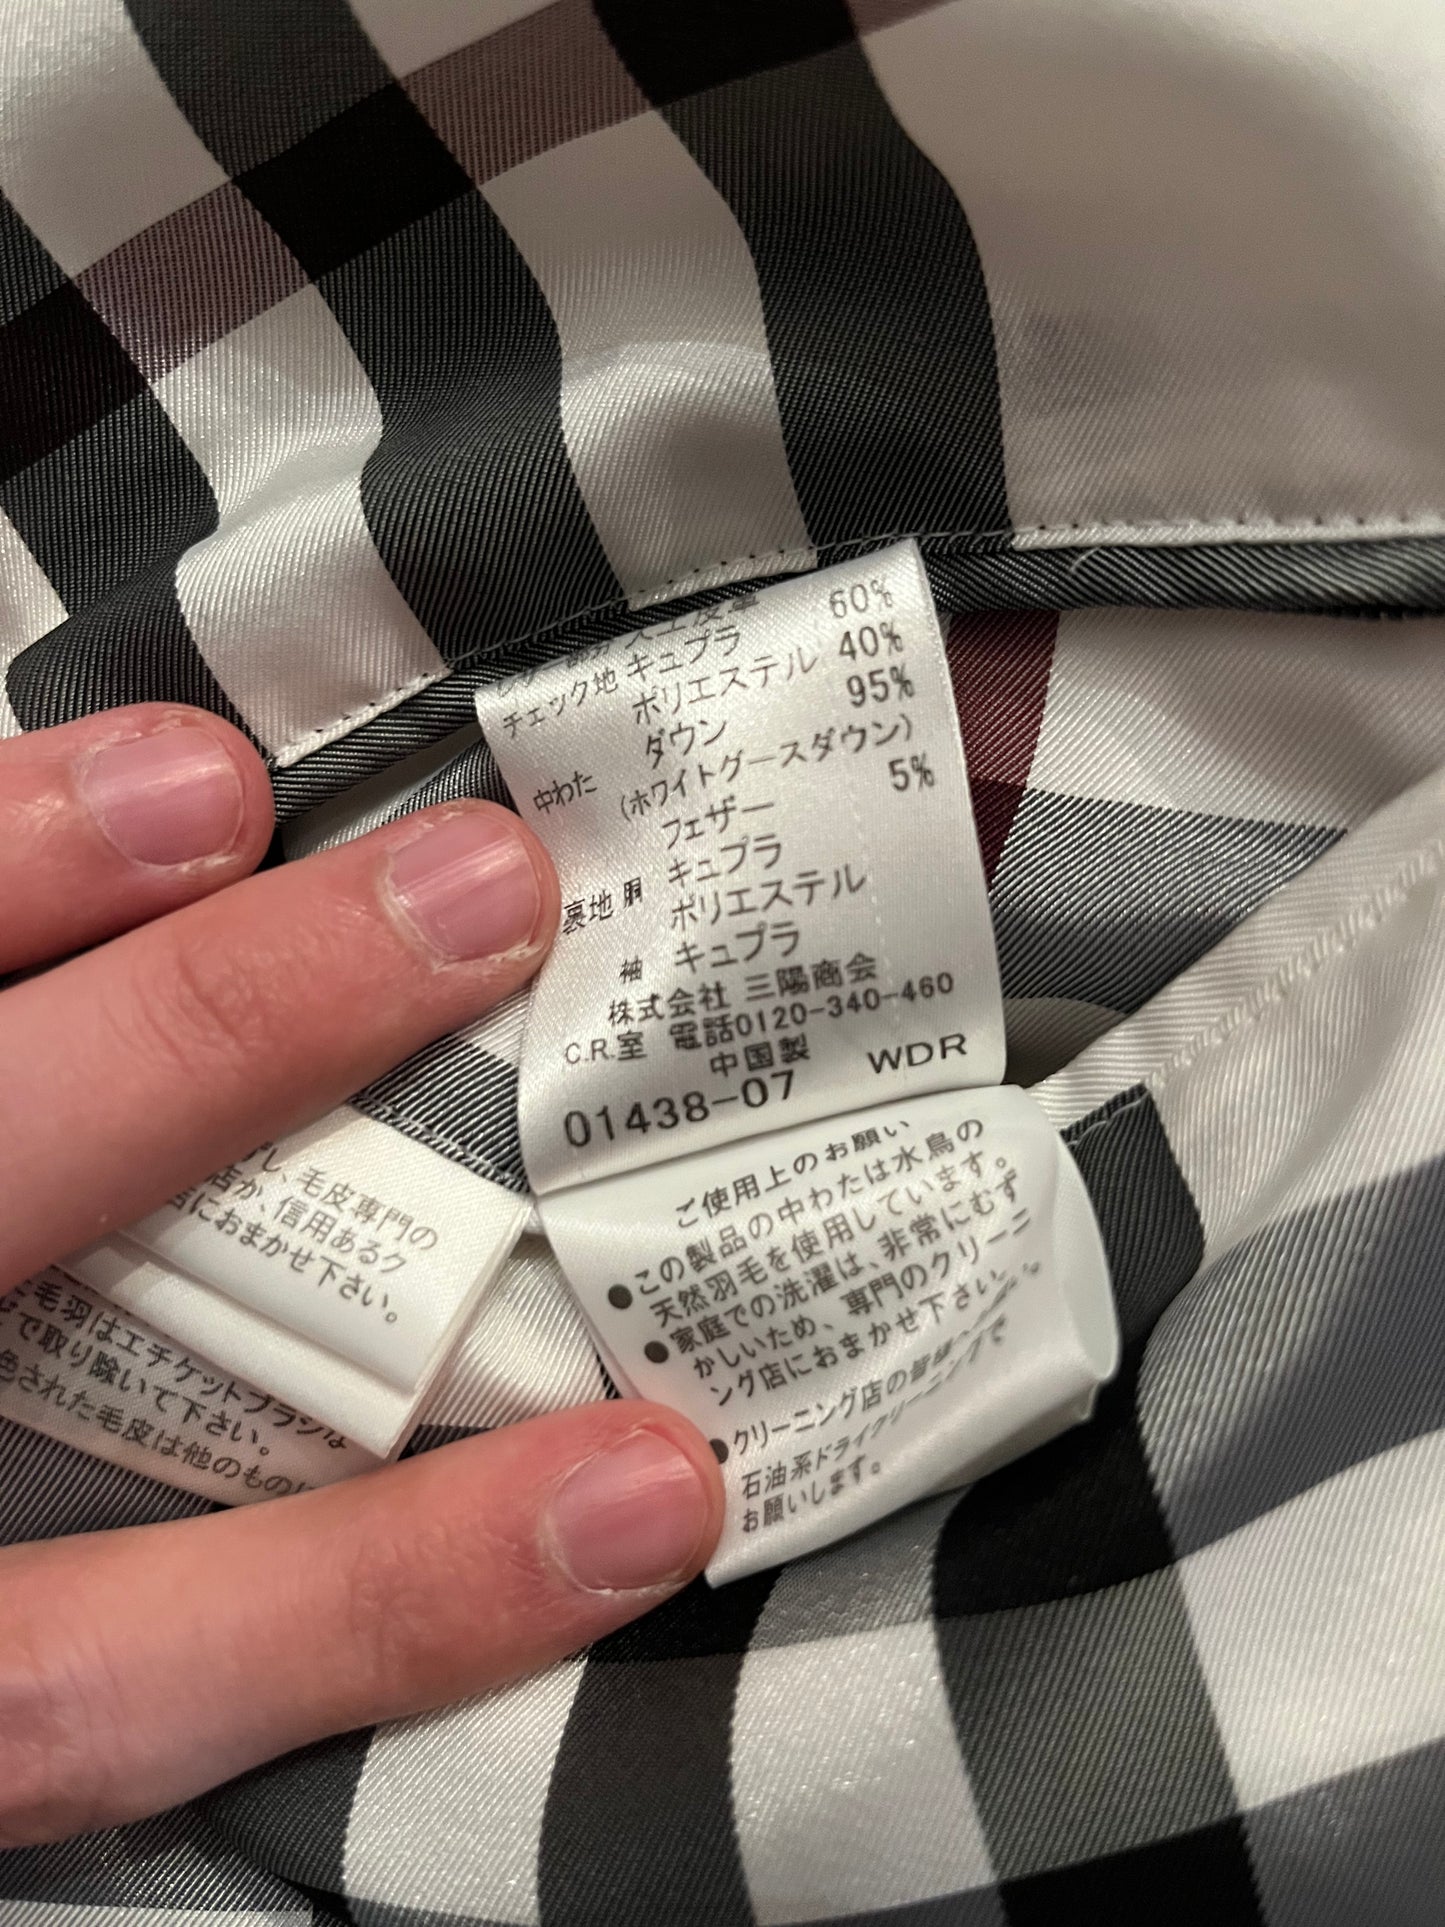 60%
チェック地 キュプラ 40%
ポリエステル 95%
中わた ダウン
(ホワイトグースダウン)
フェザー 5%
裏地 胴 キュプラ
ポリエステル
袖 キュプラ
株式会社 三陽商会
C.R.室 電話0120-340-460
中国製
01438-07 WDR
ご使用上のお願い
●この製品の中わたは水鳥の
天然羽毛を使用しています。
●家庭での洗濯は、非常にむず
かしいため、専門のクリーニ
ング店におまかせ下さい。
●クリーニング店の皆様へ
石油系ドライクリーニングで
お願いします。
し、毛皮専門の
店か、信用あるク
店におまかせ下さい。
毛羽はエチケットブラシな
で取り除いて下さい。
色された毛皮は他のもの